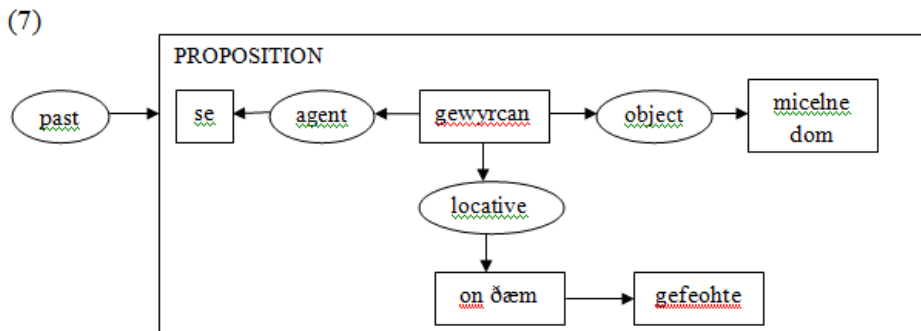 (7)
PROPOSITION
past
se
agent
gewyrcan
object
micelne
dom
locative
on ðæm
gefeohte